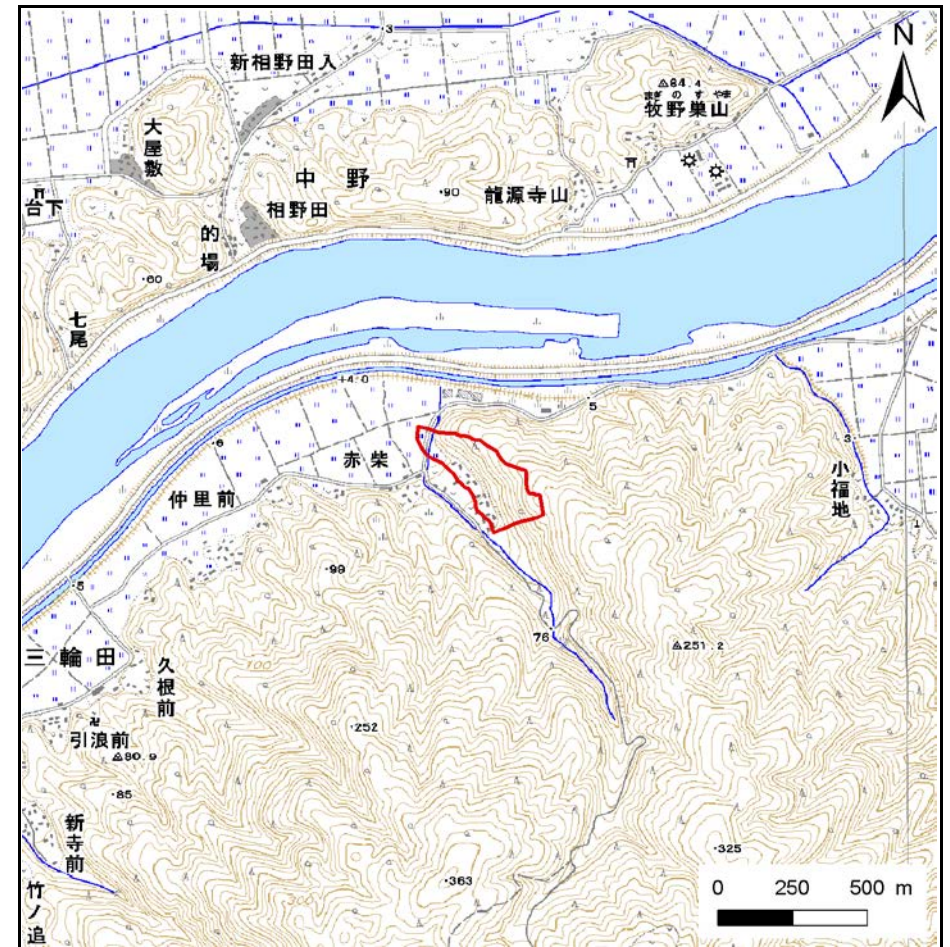 3
N
新相野田入
△84.4
まぎのすやま
牧野巣山
大屋敷
中野
・90
龍源寺山
台下
相野田
的場
・60
七尾
+4.0
5
・6
3
赤柴
小福地
仲里前
・99
・5
76
△251.2
三輪田
100
久根前
・252
引浪前
△80.9
・85
新寺前
・325
・363
300
竹ノ迫
0 250 500 m